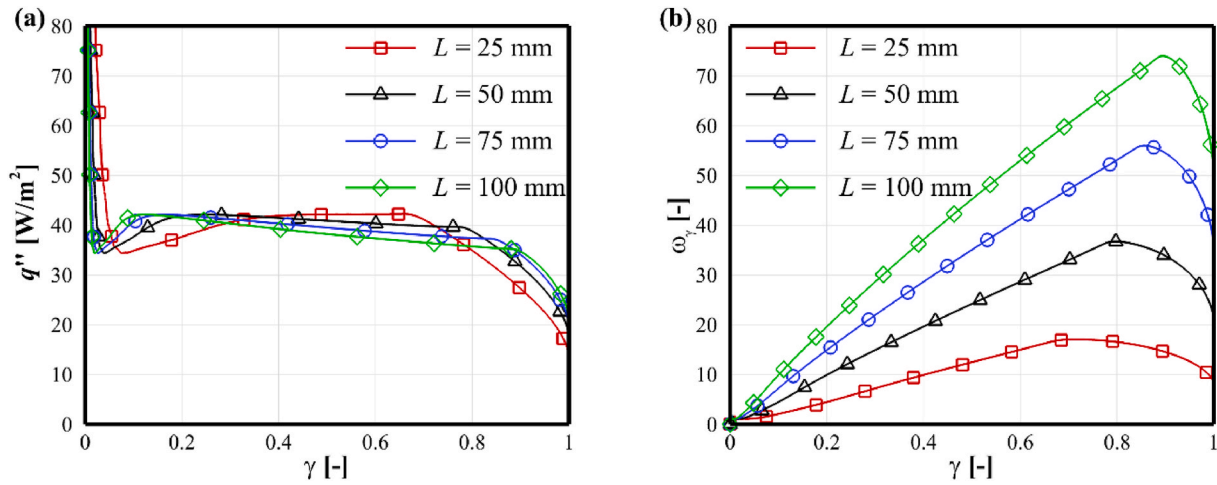 (a)
80
70
60
50
40
30
20
10
0
q'' [W/m²]
0 0.2 0.4 0.6 0.8 1
γ [-]
L = 25 mm
L = 50 mm
L = 75 mm
L = 100 mm
(b)
80
70
60
50
40
30
20
10
0
ω_γ [-]
0 0.2 0.4 0.6 0.8 1
γ [-]
L = 25 mm
L = 50 mm
L = 75 mm
L = 100 mm